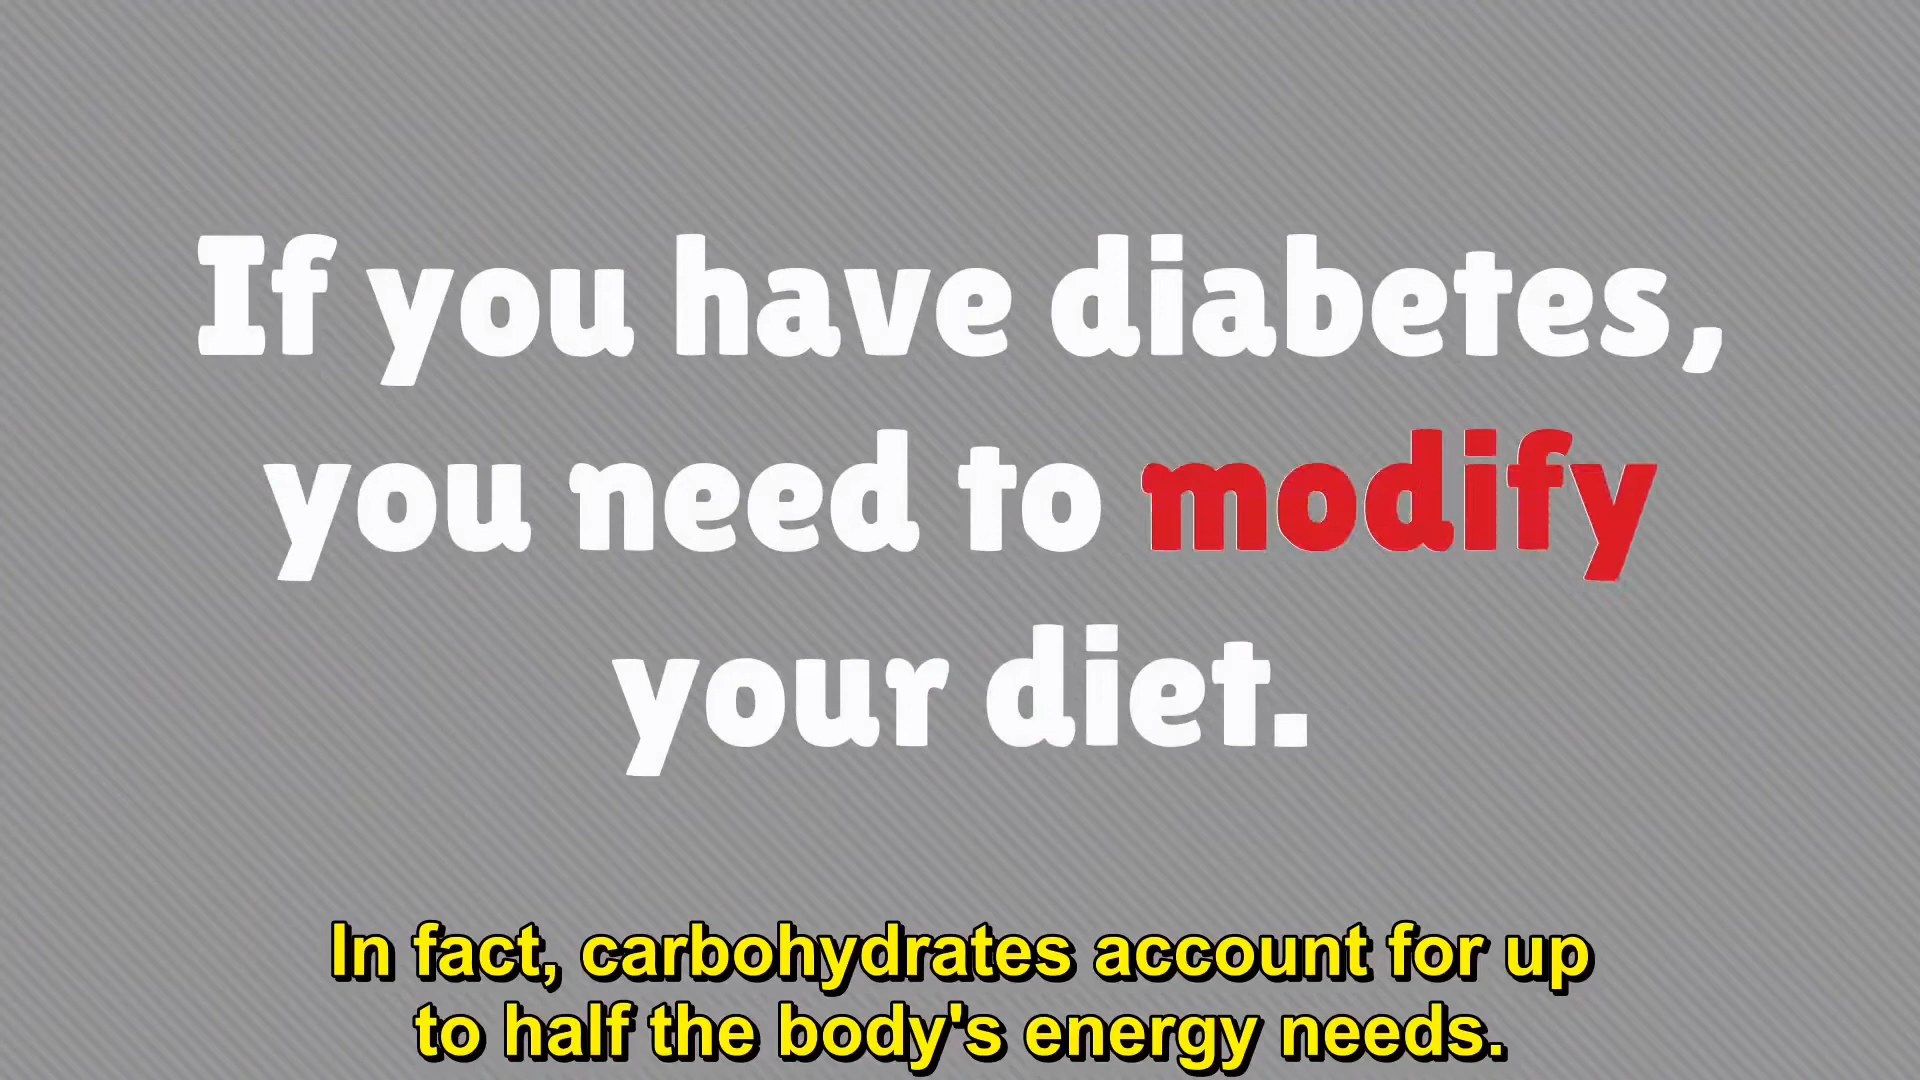 If you have diabetes,
you need to modify
your diet.
In fact, carbohydrates account for up
to half the body's energy needs.